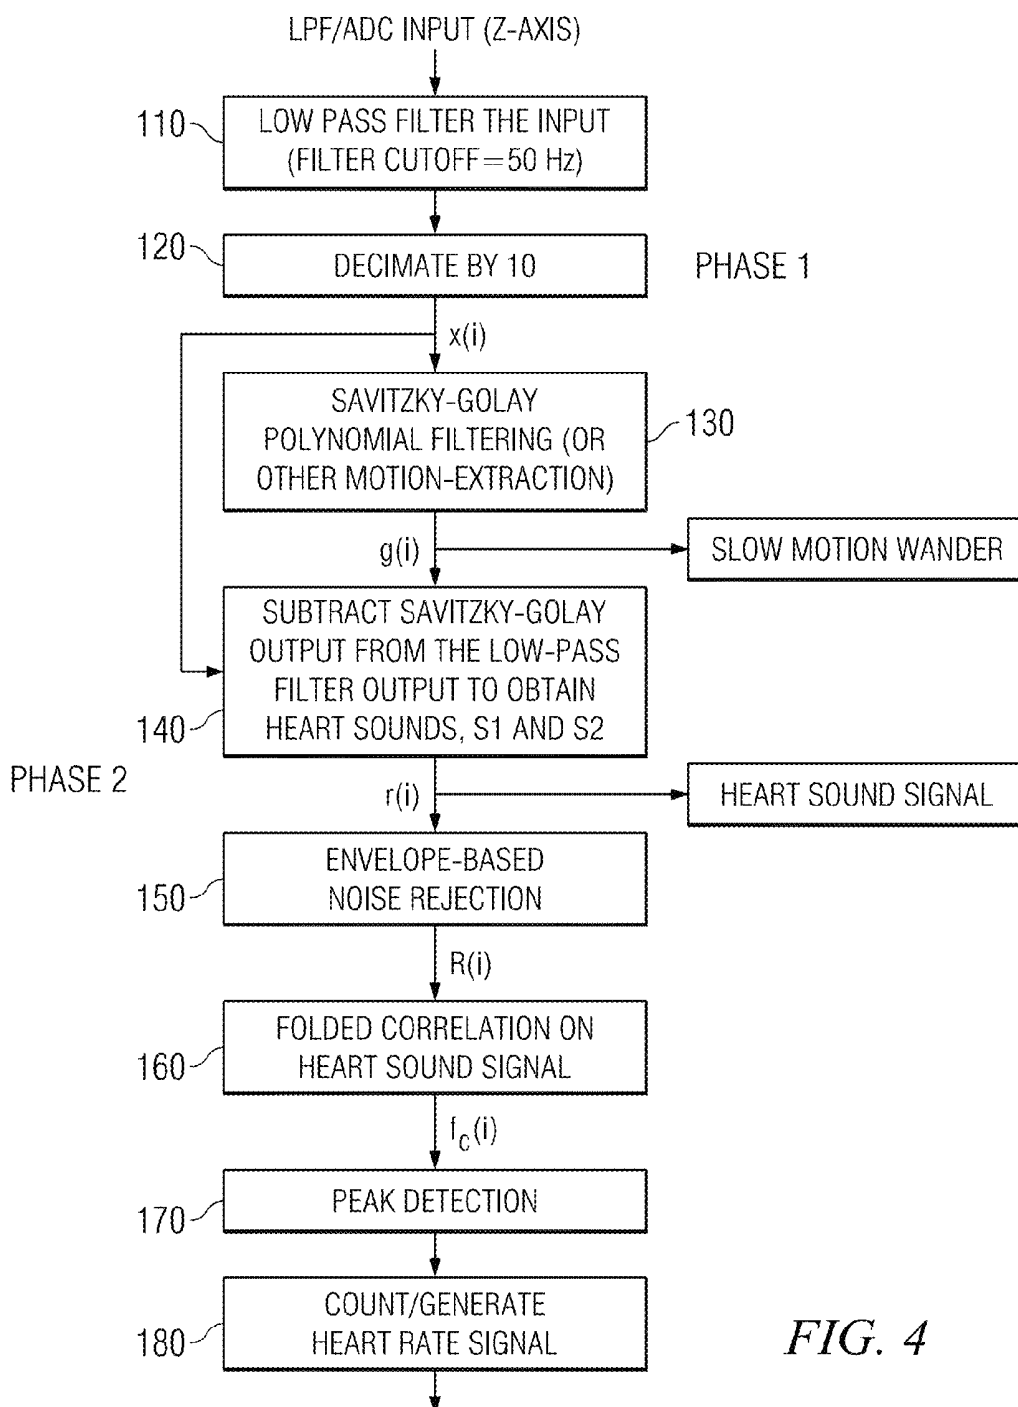 LPF/ADC INPUT (Z-AXIS)
110
LOW PASS FILTER THE INPUT
(FILTER CUTOFF=50 Hz)
120
DECIMATE BY 10
PHASE 1
x(i)
SAVITZKY-GOLAY
POLYNOMIAL FILTERING (OR
OTHER MOTION-EXTRACTION)
130
g(i)
SLOW MOTION WANDER
SUBTRACT SAVITZKY-GOLAY
OUTPUT FROM THE LOW-PASS
FILTER OUTPUT TO OBTAIN
HEART SOUNDS, S1 AND S2
140
PHASE 2
r(i)
HEART SOUND SIGNAL
150
ENVELOPE-BASED
NOISE REJECTION
R(i)
160
FOLDED CORRELATION ON
HEART SOUND SIGNAL
fc(i)
170
PEAK DETECTION
180
COUNT/GENERATE
HEART RATE SIGNAL
FIG. 4